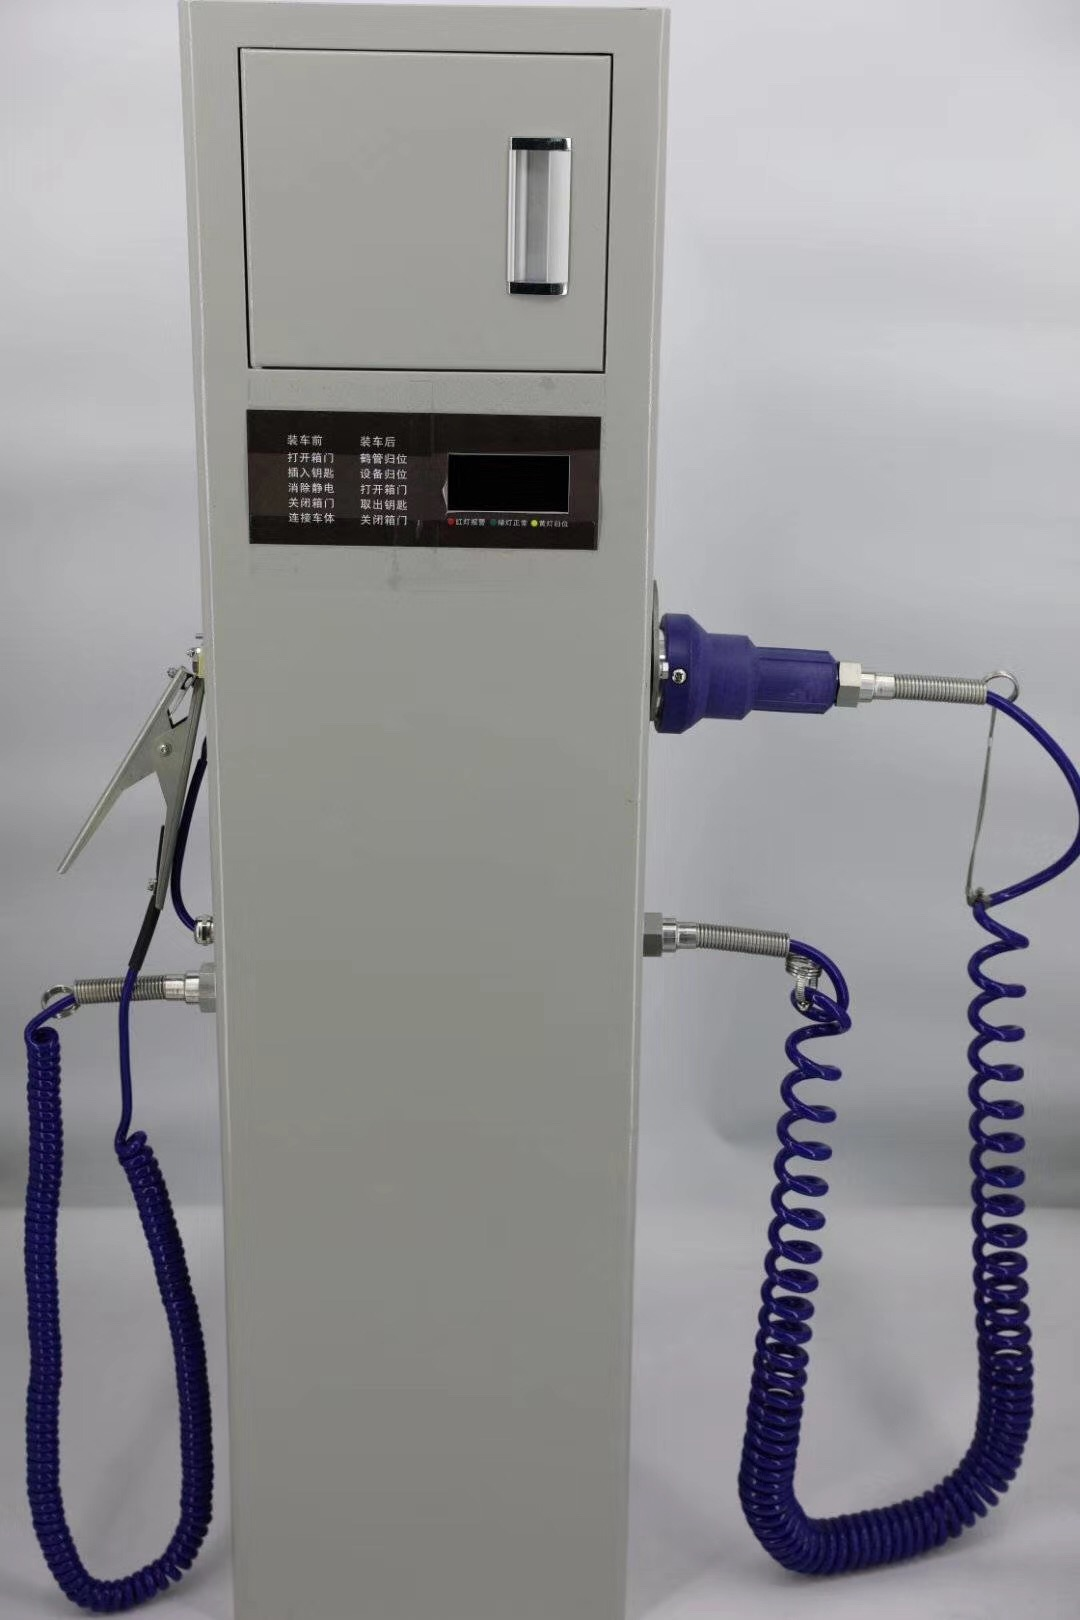 装车前
打开箱门
插入钥匙
消除静电
关闭箱门
连接车体
装车后
鹤管归位
设备归位
打开箱门
取出钥匙
关闭箱门
红灯报警 绿灯正常 黄灯归位